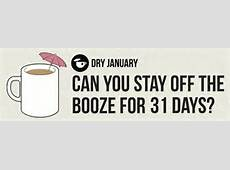 DRY JANUARY
CAN YOU STAY OFF THE
BOOZE FOR 31 DAYS?